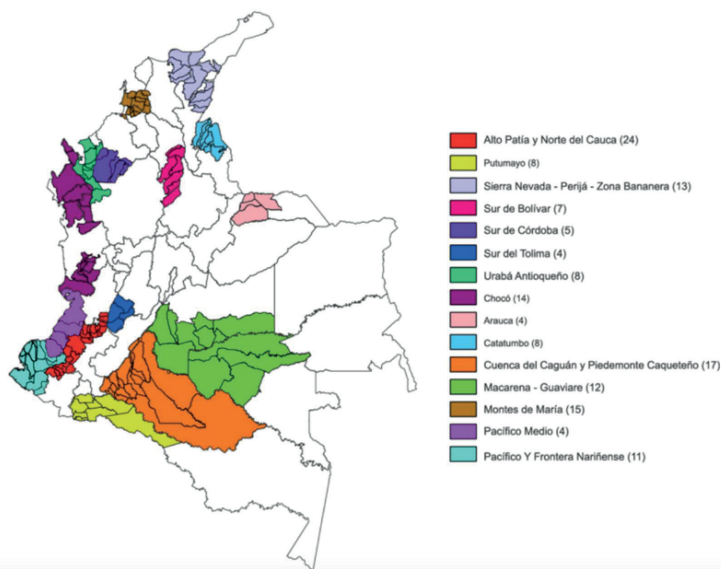 Alto Patía y Norte del Cauca (24)
Putumayo (8)
Sierra Nevada - Perijá - Zona Bananera (13)
Sur de Bolívar (7)
Sur de Córdoba (5)
Sur del Tolima (4)
Urabá Antioqueño (8)
Chocó (14)
Arauca (4)
Catatumbo (8)
Cuenca del Caguán y Piedemonte Caqueteño (17)
Macarena - Guaviare (12)
Montes de María (15)
Pacífico Medio (4)
Pacífico Y Frontera Nariñense (11)